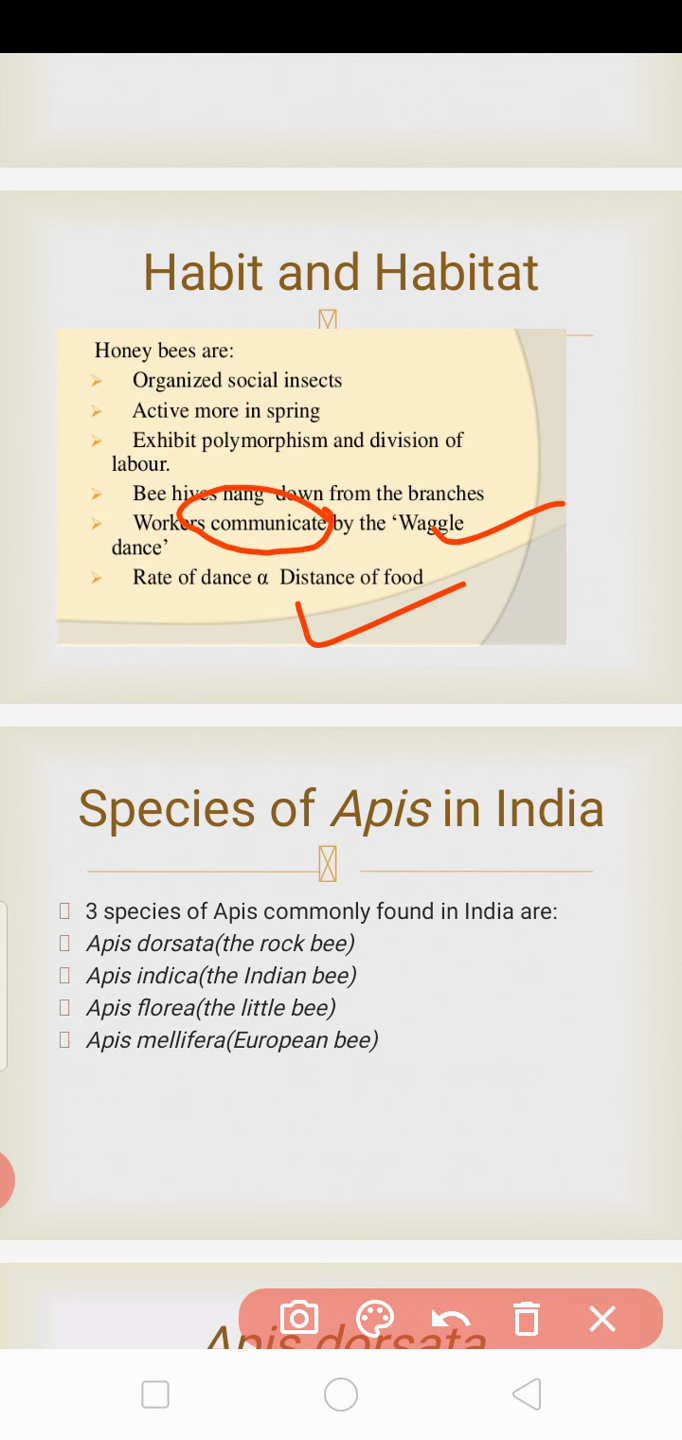 Habit and Habitat
Honey bees are:
Organized social insects
Active more in spring
Exhibit polymorphism and division of
labour.
Bee hives hang down from the branches
Workers communicate by the ‘Waggle
dance’
Rate of dance α Distance of food
Species of Apis in India
3 species of Apis commonly found in India are:
Apis dorsata(the rock bee)
Apis indica(the Indian bee)
Apis florea(the little bee)
Apis mellifera(European bee)
Apis dorsata